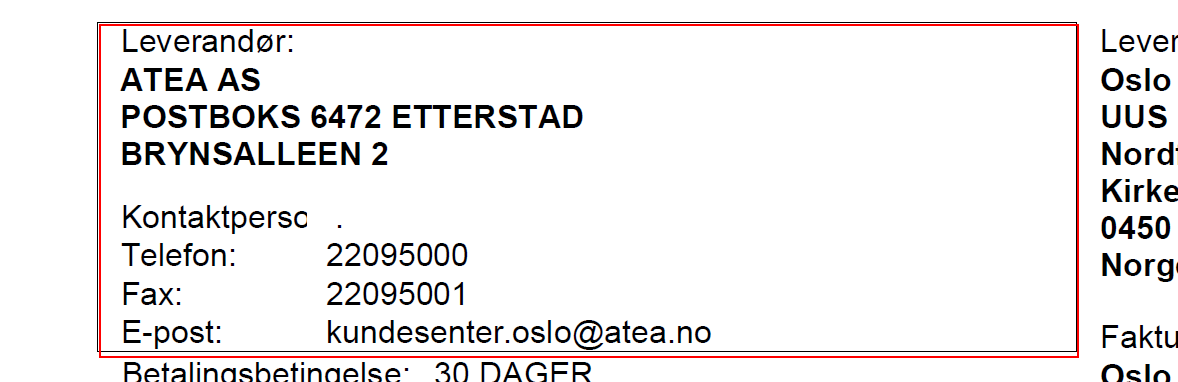 Leverandør:
ATEA AS
POSTBOKS 6472 ETTERSTAD
BRYNSALLEEN 2
Kontaktperso .
Telefon: 22095000
Fax: 22095001
E-post: kundesenter.oslo@atea.no
Betalingsbetingelse: 30 DAGER
Lever
Oslo
UUS
Nord
Kirke
0450
Norg
Faktu
Oslo